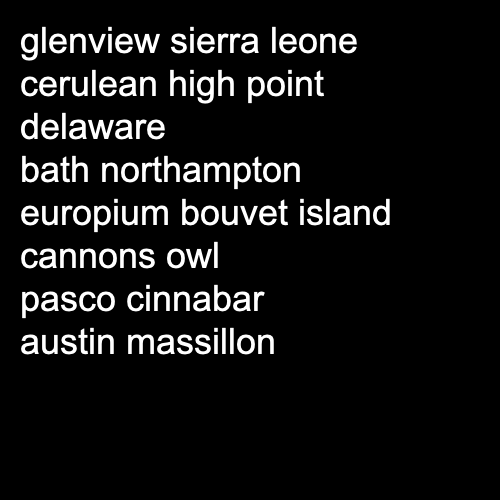 glenview sierra leone
cerulean high point
delaware
bath northampton
europium bouvet island
cannons owl
pasco cinnabar
austin massillon